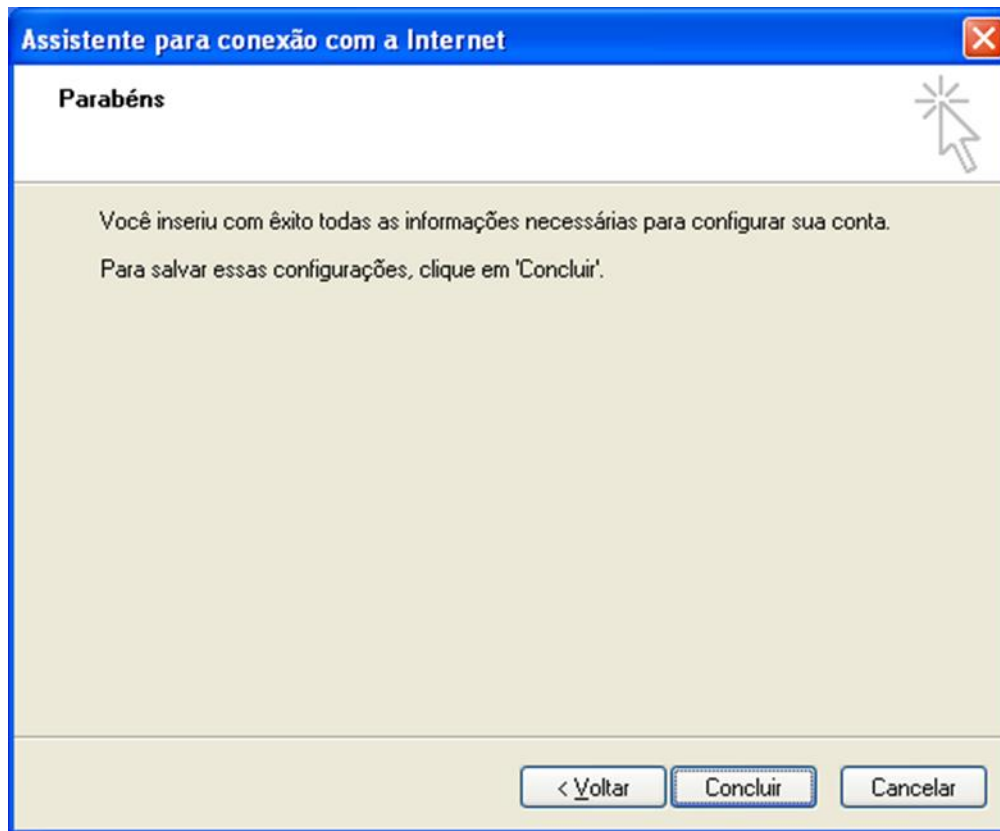 Assistente para conexão com a Internet
Parabéns
Você inseriu com êxito todas as informações necessárias para configurar sua conta.
Para salvar essas configurações, clique em 'Concluir'.
< Voltar
Concluir
Cancelar